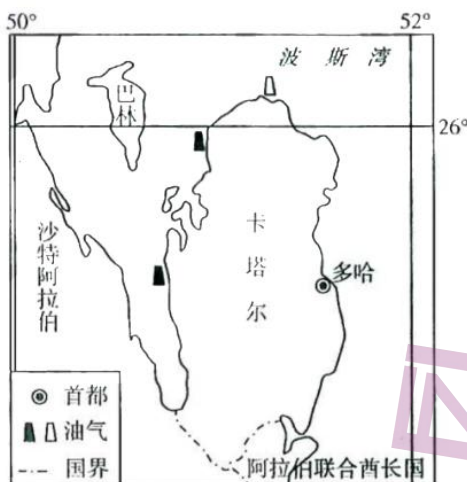 50° 52°
波斯湾
巴林
26°
沙特阿拉伯
卡塔尔
多哈
首都
油气
国界
阿拉伯联合酋长国